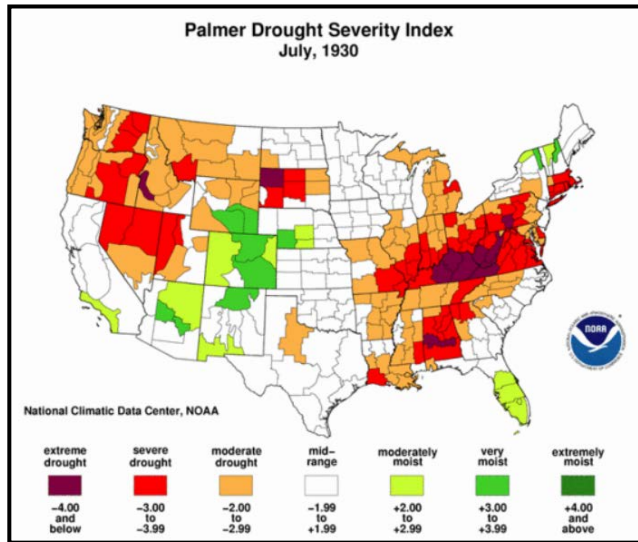 Palmer Drought Severity Index
July, 1930
NOAA
National Climatic Data Center, NOAA
extreme drought
severe drought
moderate drought
mid-range
moderately moist
very moist
extremely moist
-4.00 and below
-3.00 to -3.99
-2.00 to -2.99
-1.99 to +1.99
+2.00 to +2.99
+3.00 to +3.99
+4.00 and above